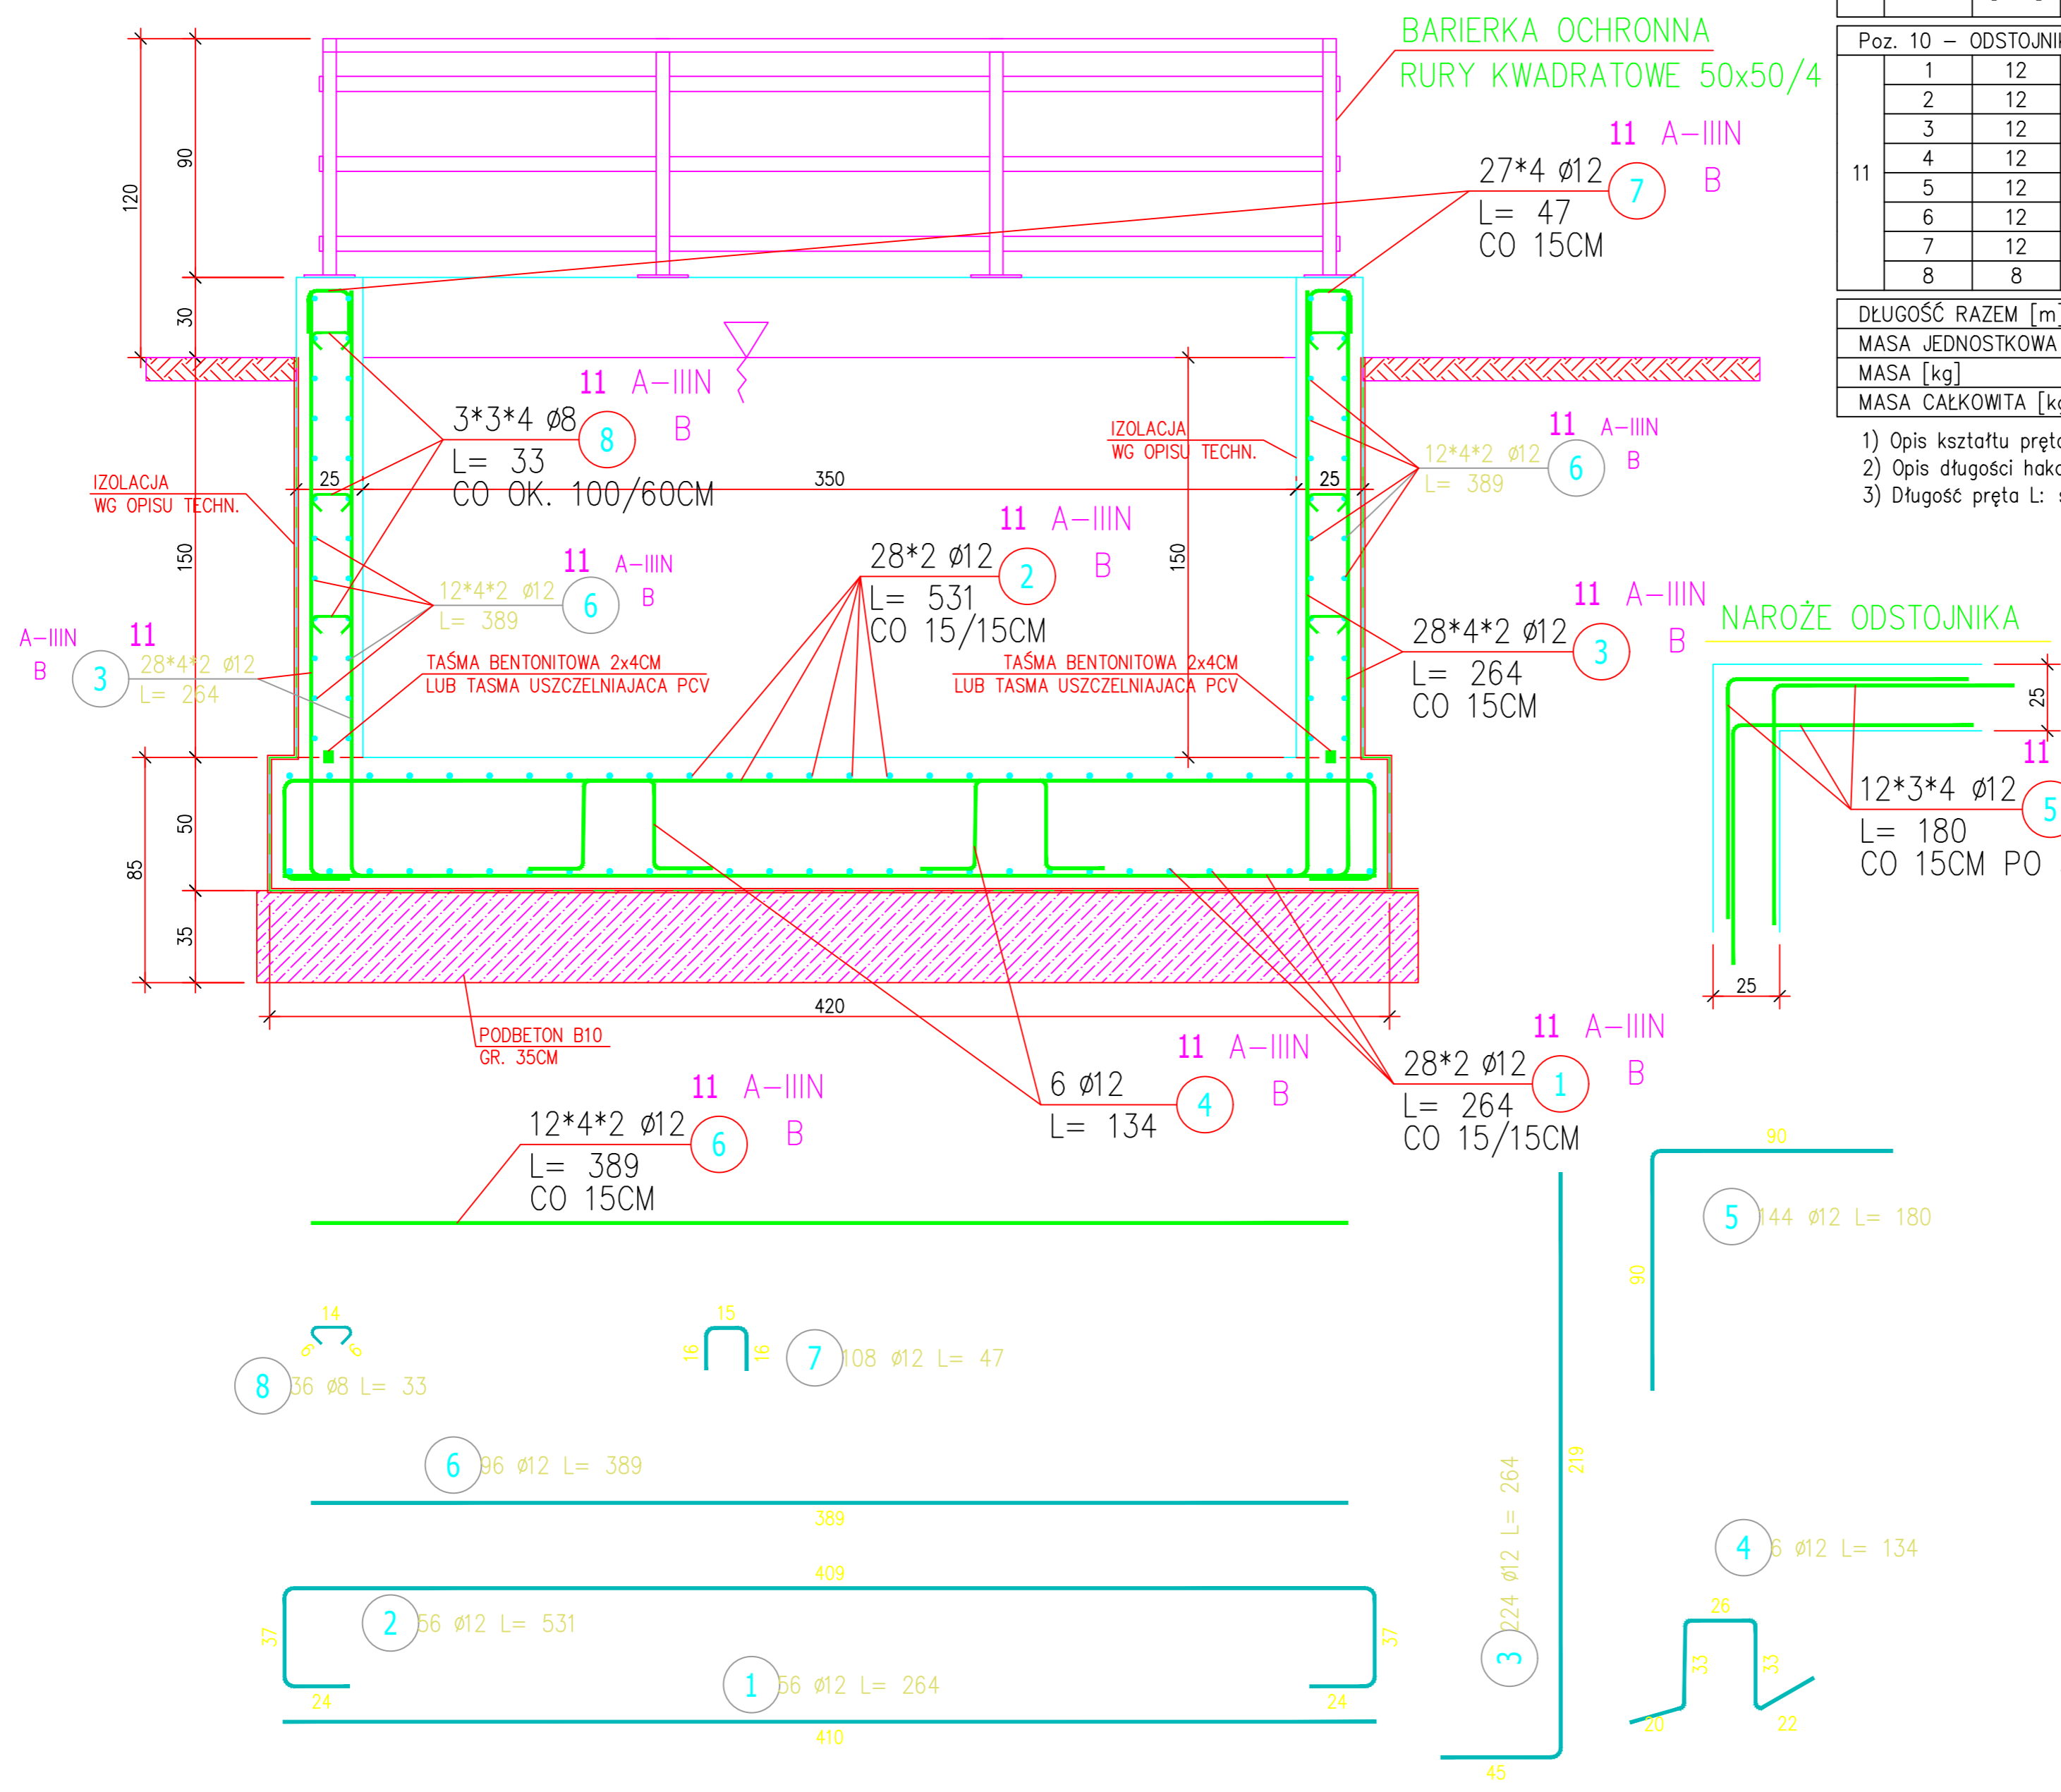 BARIERKA OCHRONNA
RURY KWADRATOWE 50x50/4
120
90
30
150
50
85
35
11 A-IIIN
B
27*4 ø12
7
L= 47
CO 15CM
11 A-IIIN
B
3*3*4 ø8
8
L= 33
CO OK. 100/60CM
25
350
25
150
IZOLACJA
WG OPISU TECHN.
IZOLACJA
WG OPISU TECHN.
11 A-IIIN
B
12*4*2 ø12
6
L= 389
11 A-IIIN
B
28*2 ø12
2
L= 531
CO 15/15CM
11 A-IIIN
B
12*4*2 ø12
6
L= 389
A-IIIN 11
B
3
28*4*2 ø12
L= 264
11 A-IIIN
B
28*4*2 ø12
3
L= 264
CO 15CM
TAŚMA BENTONITOWA 2x4CM
LUB TASMA USZCZELNIAJACA PCV
TAŚMA BENTONITOWA 2x4CM
LUB TASMA USZCZELNIAJACA PCV
420
PODBETON B10
GR. 35CM
11 A-IIIN
B
6 ø12
4
L= 134
11 A-IIIN
B
28*2 ø12
1
L= 264
CO 15/15CM
11 A-IIIN
B
12*4*2 ø12
6
L= 389
CO 15CM
NAROŻE ODSTOJNIKA
25
11
12*3*4 ø12
5
L= 180
CO 15CM PO
25
Poz. 10 – ODSTOJNI
11
1 12
2 12
3 12
4 12
5 12
6 12
7 12
8 8
DŁUGOŚĆ RAZEM [m]
MASA JEDNOSTKOWA
MASA [kg]
MASA CAŁKOWITA [kg
1) Opis kształtu pręta
2) Opis długości hak
3) Długość pręta L:
14
6
6
8
36 ø8 L= 33
15
16
16
7
108 ø12 L= 47
6
96 ø12 L= 389
389
409
37
37
2
56 ø12 L= 531
24
24
1
56 ø12 L= 264
410
219
3
224 ø12 L= 264
45
90
90
5
144 ø12 L= 180
4
6 ø12 L= 134
26
33
33
20
22